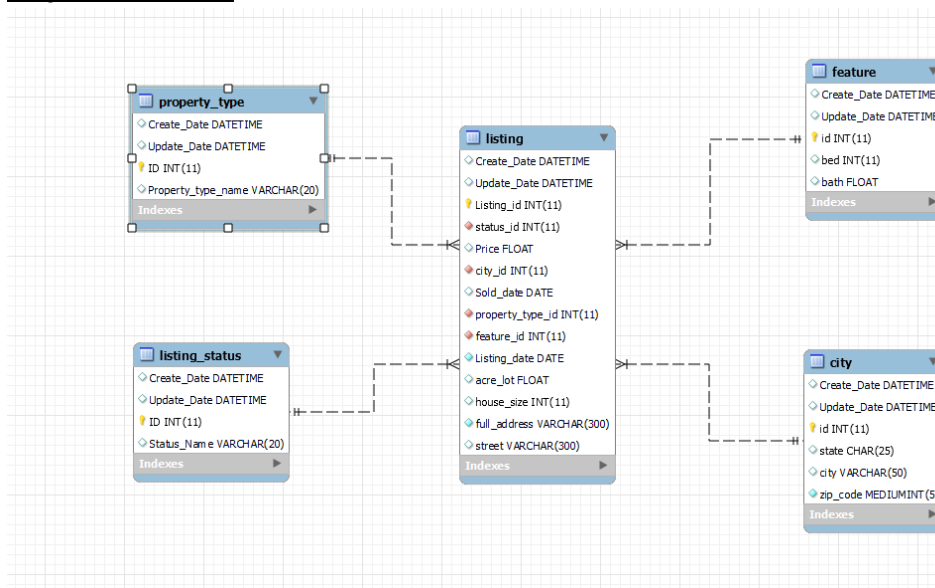 property_type
Create_Date DATETIME
Update_Date DATETIME
ID INT(11)
Property_type_name VARCHAR(20)
Indexes
listing_status
Create_Date DATETIME
Update_Date DATETIME
ID INT(11)
Status_Name VARCHAR(20)
Indexes
listing
Create_Date DATETIME
Update_Date DATETIME
Listing_id INT(11)
status_id INT(11)
Price FLOAT
city_id INT(11)
Sold_date DATE
property_type_id INT(11)
feature_id INT(11)
Listing_date DATE
acre_lot FLOAT
house_size INT(11)
full_address VARCHAR(300)
street VARCHAR(300)
Indexes
feature
Create_Date DATETIME
Update_Date DATETIME
id INT(11)
bed INT(11)
bath FLOAT
Indexes
city
Create_Date DATETIME
Update_Date DATETIME
id INT(11)
state CHAR(25)
city VARCHAR(50)
zip_code MEDIUMINT(5
Indexes